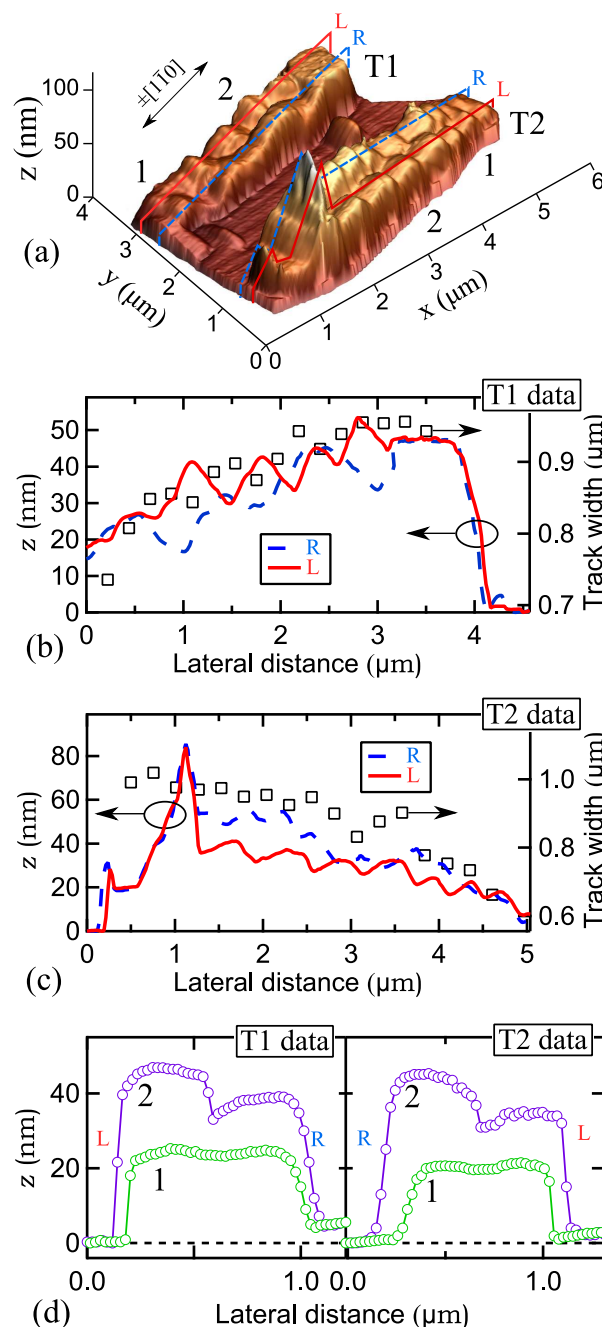 L
R
T1
2
±[11̅0]
z (nm)
100
50
0
1
R
L
T2
1
2
6
5
4
3
2
1
0
x (µm)
4
3
2
1
0
y (µm)
(a)
T1 data
z (nm)
50
40
30
20
10
0
0.9
0.8
0.7
Track width (µm)
R
L
0 1 2 3 4
Lateral distance (µm)
(b)
T2 data
z (nm)
80
60
40
20
0
1.0
0.8
0.6
Track width (µm)
R
L
0 1 2 3 4 5
Lateral distance (µm)
(c)
T1 data
T2 data
z (nm)
40
20
0
L
2
1
R
R
2
1
L
0.0 1.0 0.0 1.0
Lateral distance (µm)
(d)